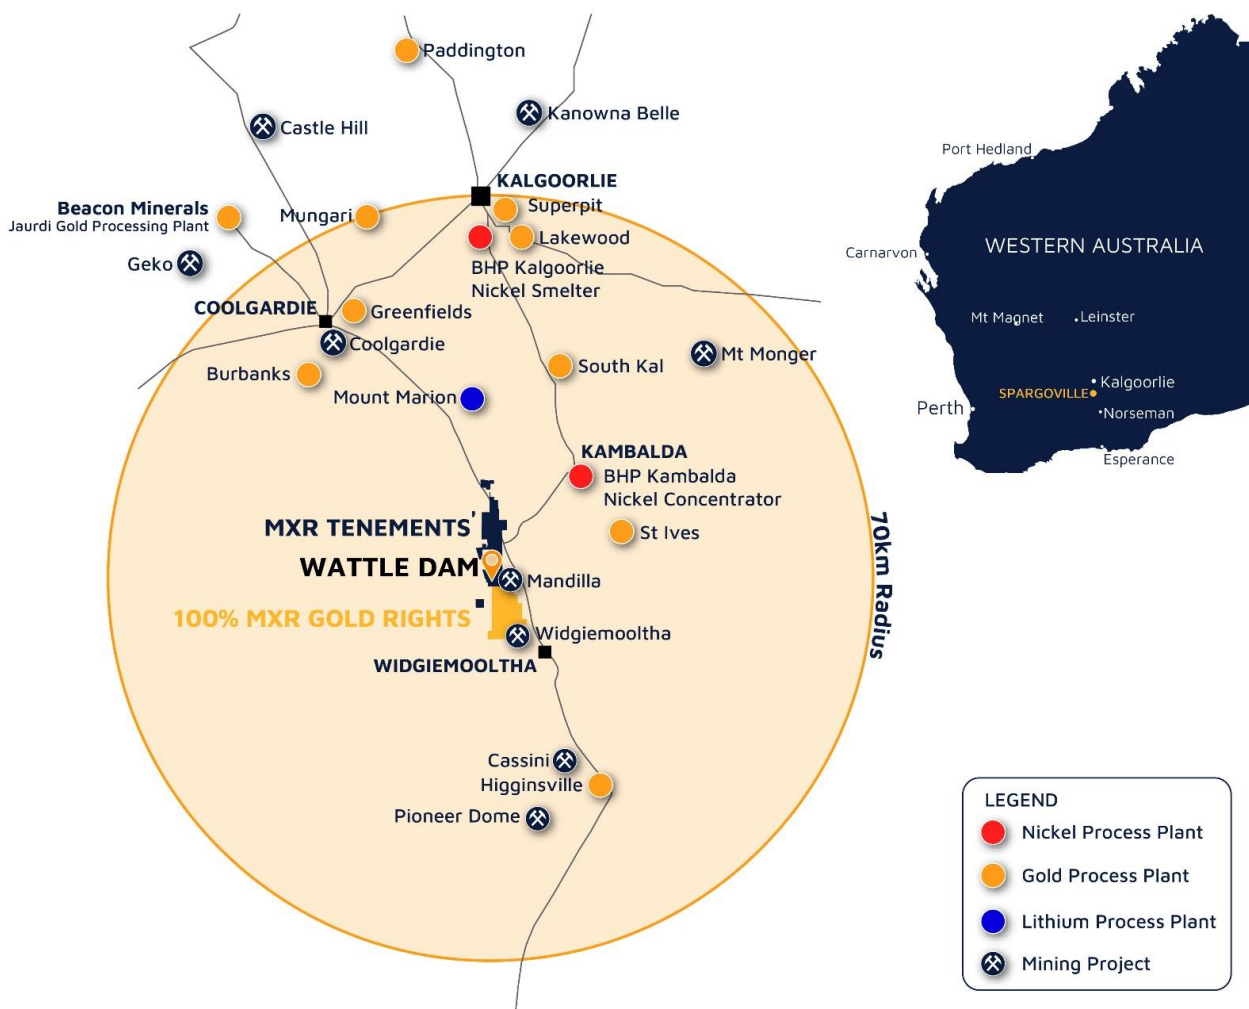 Paddington
Kanowna Belle
Castle Hill
KALGOORLIE
Superpit
Beacon Minerals
Jaurdi Gold Processing Plant
Mungari
Lakewood
Geko
BHP Kalgoorlie
Nickel Smelter
COOLGARDIE
Greenfields
Coolgardie
Mt Monger
Burbanks
South Kal
Mount Marion
KAMBALDA
BHP Kambalda
Nickel Concentrator
MXR TENEMENTS
St Ives
70km Radius
WATTLE DAM
Mandilla
100% MXR GOLD RIGHTS
Widgiemooltha
WIDGIEMOOLTHA
Cassini
Higginsville
Pioneer Dome
Port Hedland
WESTERN AUSTRALIA
Carnarvon
Mt Magnet
Leinster
Kalgoorlie
SPARGOVILLE
Perth
Norseman
Esperance
LEGEND
Nickel Process Plant
Gold Process Plant
Lithium Process Plant
Mining Project